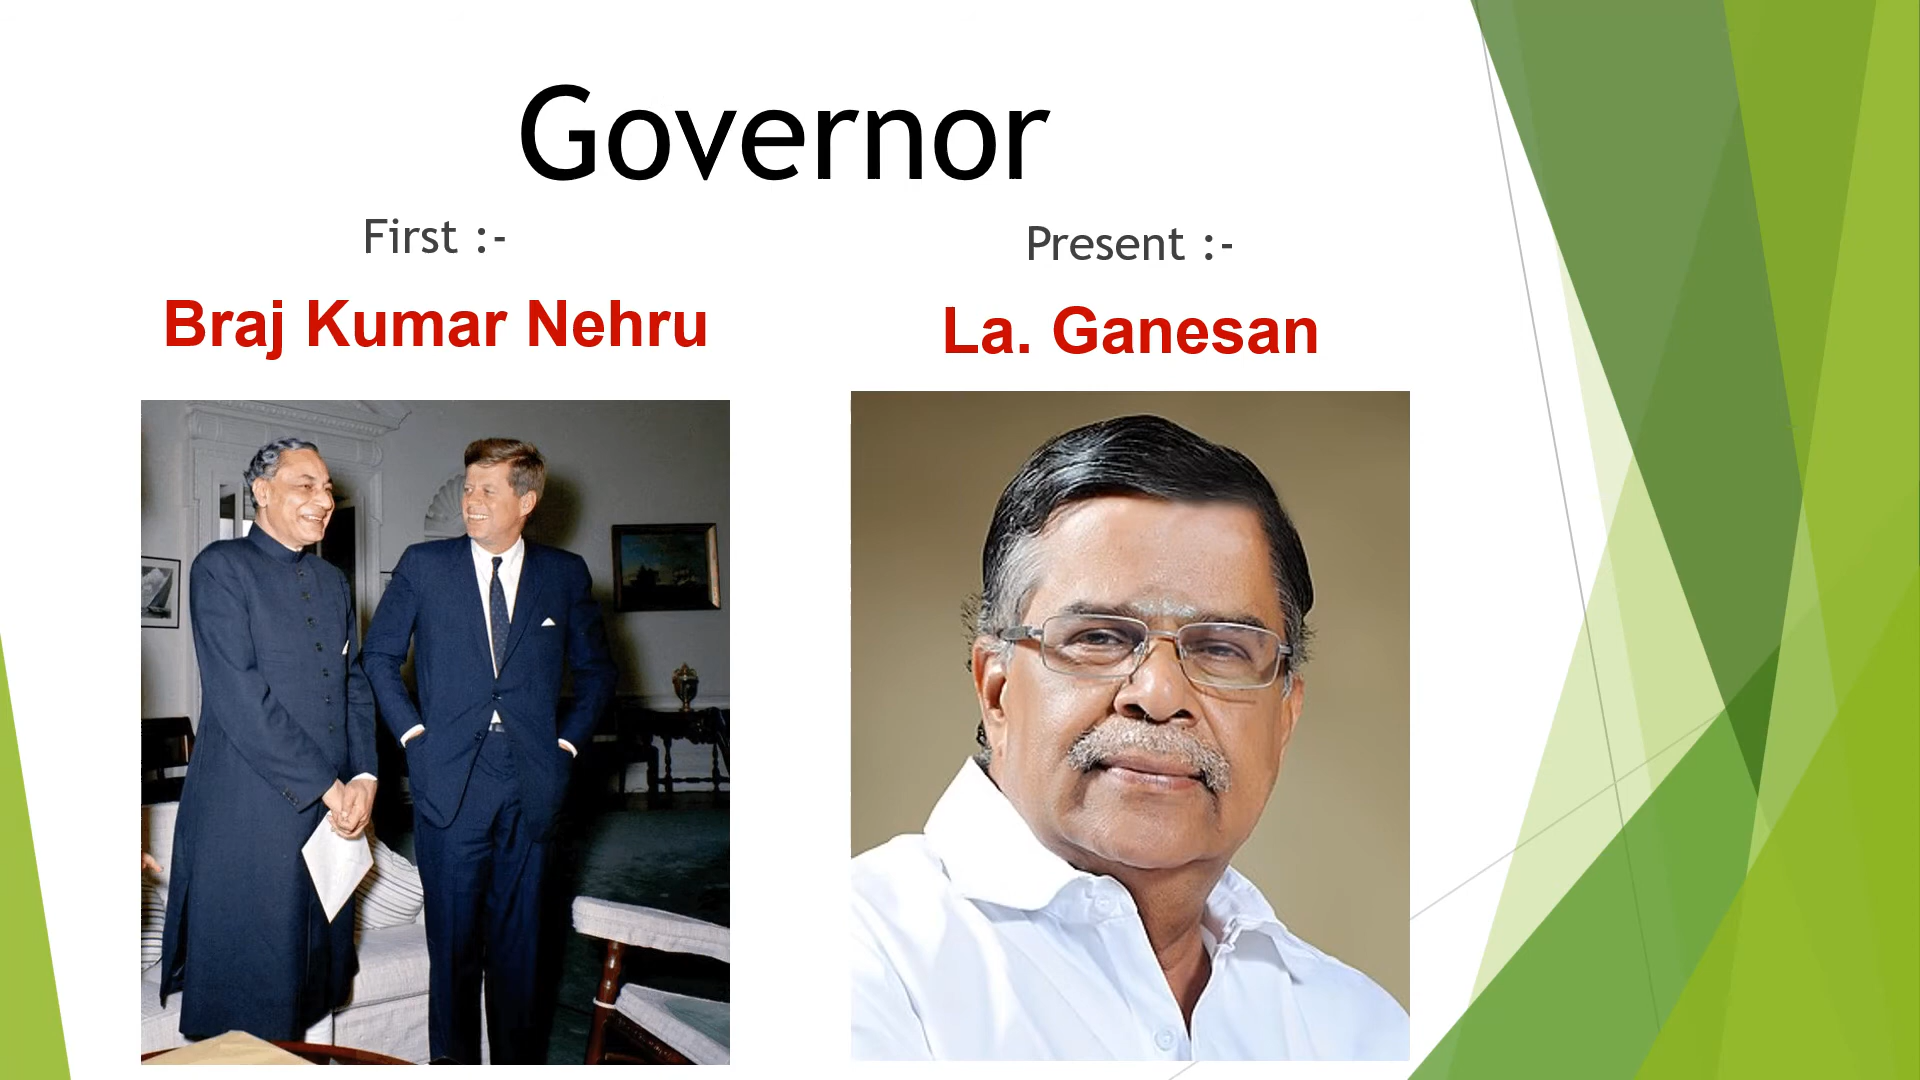 Governor
First :-
Braj Kumar Nehru
Present :-
La. Ganesan